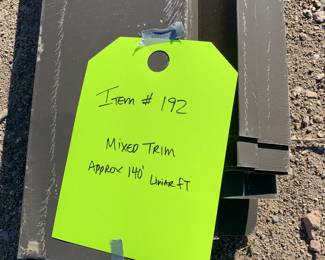 Item # 192
Mixed Trim
Approx 140' Linear FT